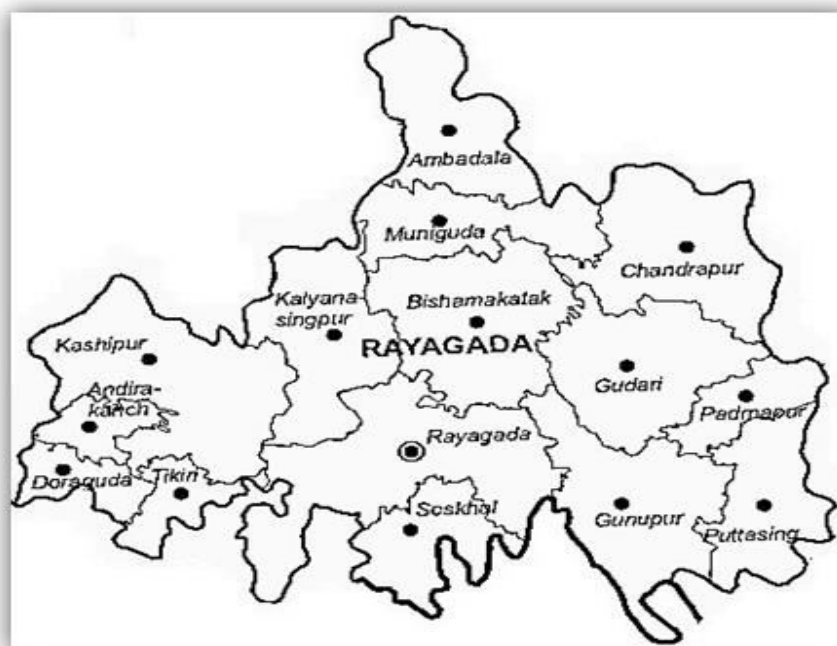 Ambadala
Muniguda
Chandrapur
Kalyana-
singpur
Bishamakatak
RAYAGADA
Kashipur
Gudari
Andira-
kanch
Padmapur
Rayagada
Doraguda
Tikiri
Seskhal
Gunupur
Puttasing